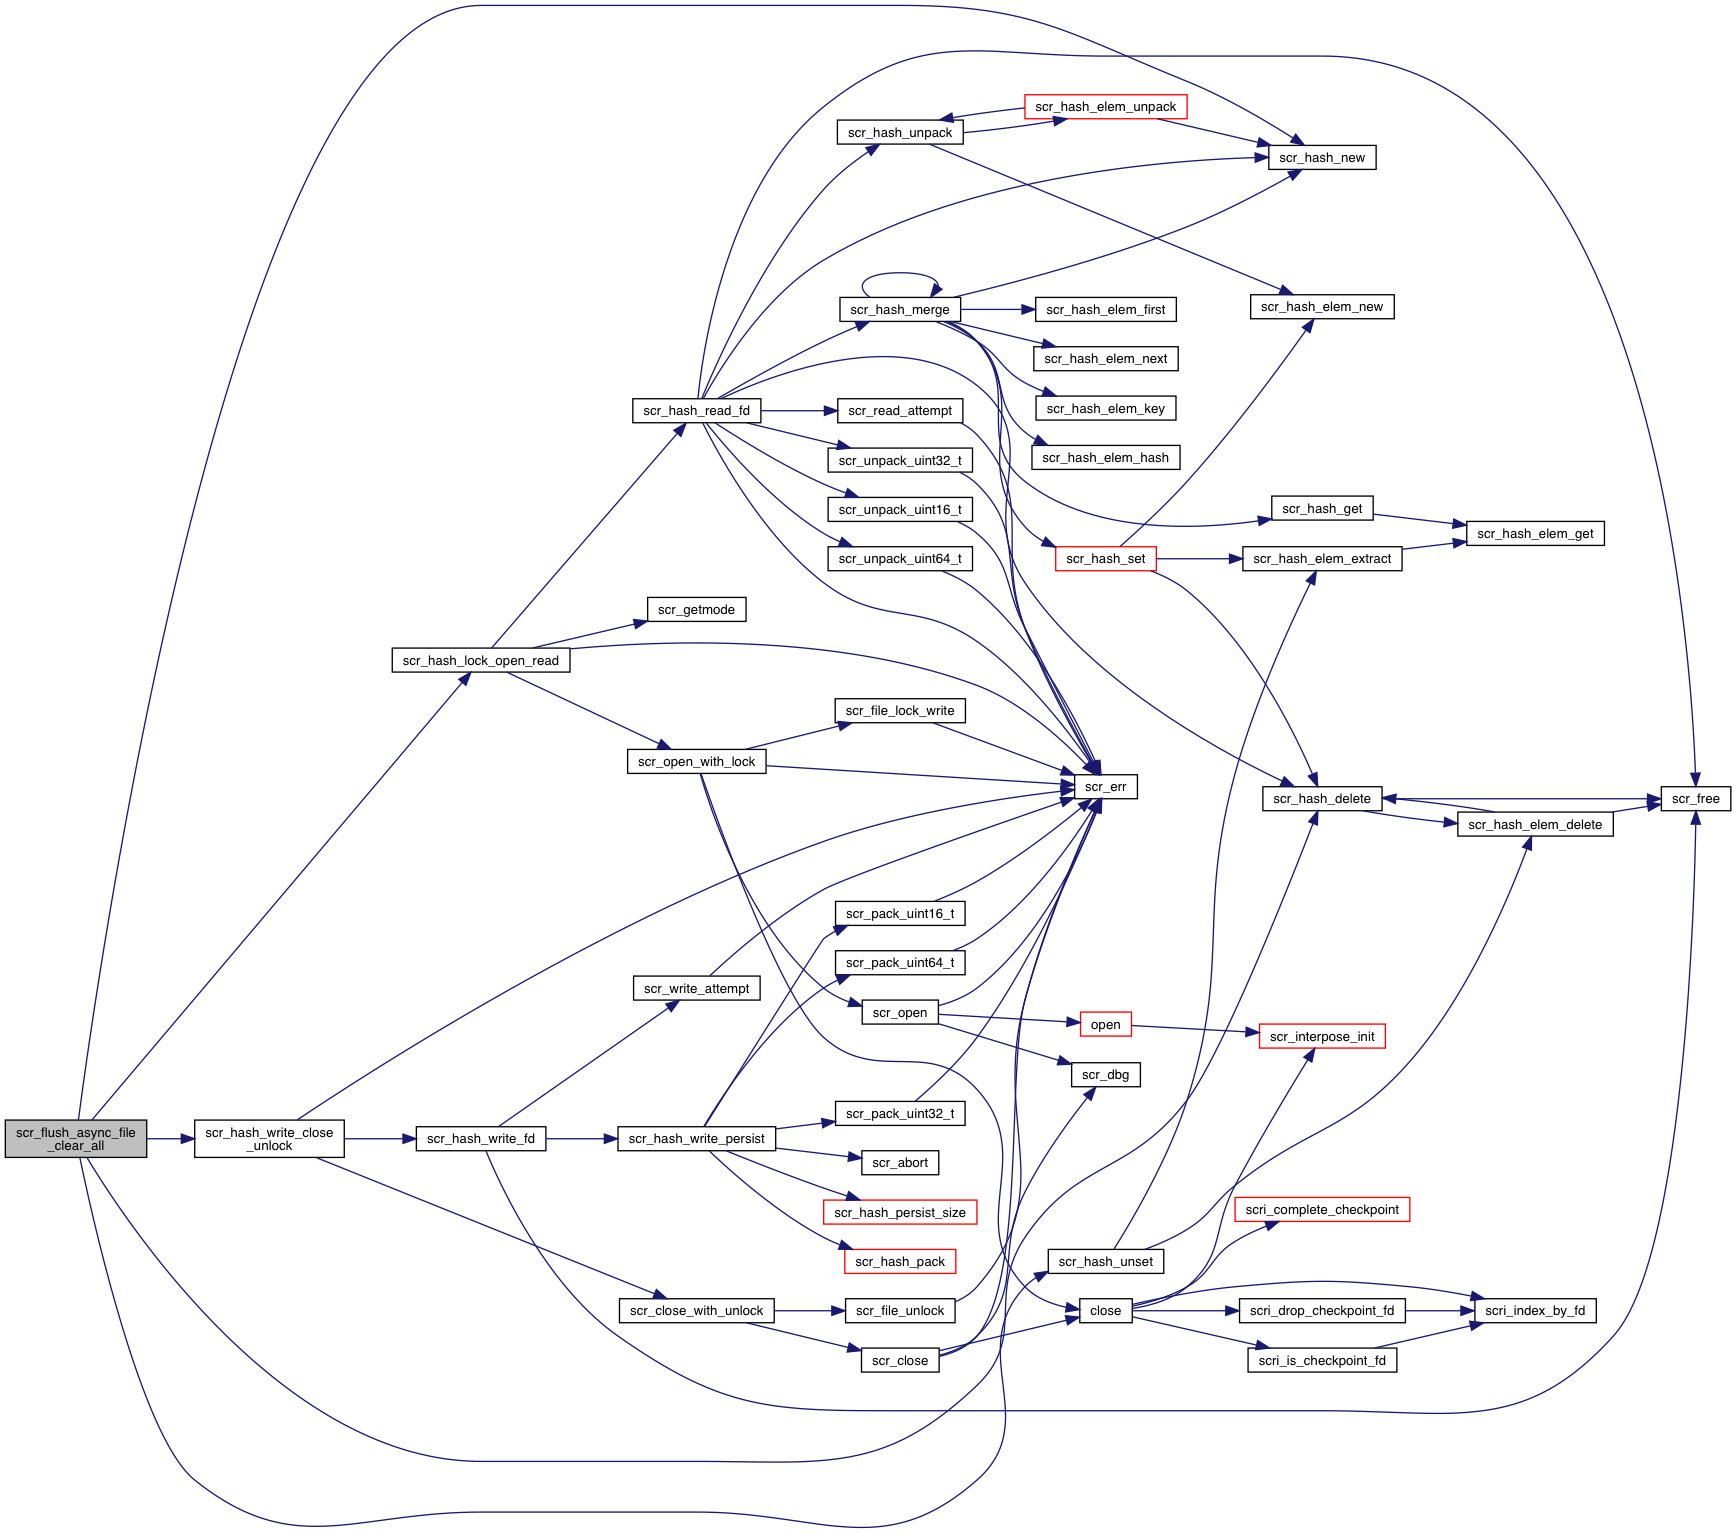 scr_hash_elem_unpack
scr_hash_unpack
scr_hash_new
scr_hash_merge
scr_hash_elem_first
scr_hash_elem_new
scr_hash_elem_next
scr_hash_read_fd
scr_read_attempt
scr_hash_elem_key
scr_unpack_uint32_t
scr_hash_elem_hash
scr_unpack_uint16_t
scr_hash_get
scr_hash_elem_get
scr_unpack_uint64_t
scr_hash_set
scr_hash_elem_extract
scr_getmode
scr_hash_lock_open_read
scr_file_lock_write
scr_open_with_lock
scr_err
scr_hash_delete
scr_free
scr_hash_elem_delete
scr_pack_uint16_t
scr_pack_uint64_t
scr_write_attempt
scr_open
open
scr_interpose_init
scr_dbg
scr_pack_uint32_t
scr_flush_async_file
_clear_all
scr_hash_write_close
_unlock
scr_hash_write_fd
scr_hash_write_persist
scr_abort
scr_hash_persist_size
scri_complete_checkpoint
scr_hash_pack
scr_hash_unset
scr_close_with_unlock
scr_file_unlock
close
scri_drop_checkpoint_fd
scri_index_by_fd
scr_close
scri_is_checkpoint_fd